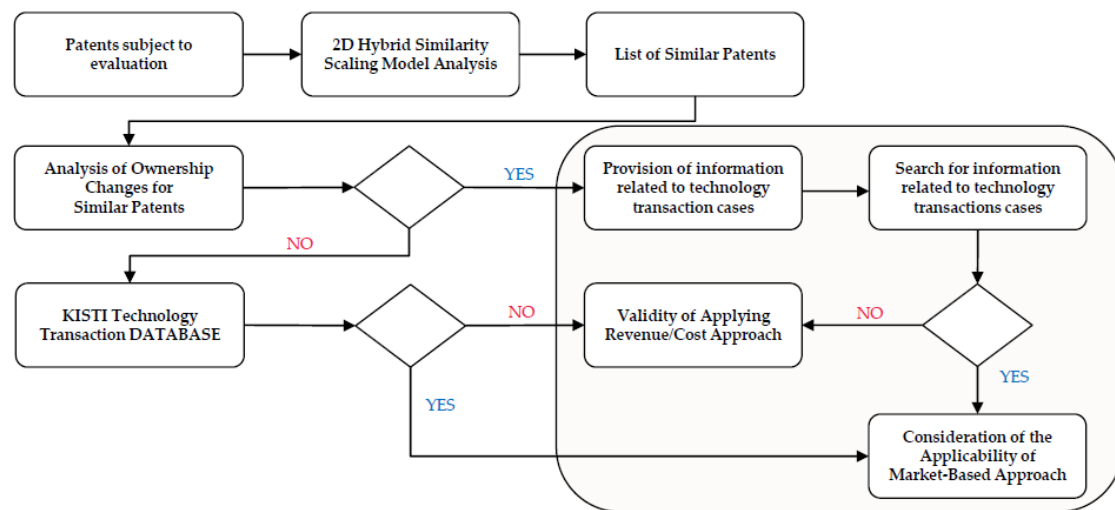 Patents subject to
evaluation
2D Hybrid Similarity
Scaling Model Analysis
List of Similar Patents
Analysis of Ownership
Changes for
Similar Patents
YES
Provision of information
related to technology
transaction cases
Search for information
related to technology
transactions cases
NO
KISTI Technology
Transaction DATABASE
NO
Validity of Applying
Revenue/Cost Approach
NO
YES
YES
Consideration of the
Applicability of
Market-Based Approach